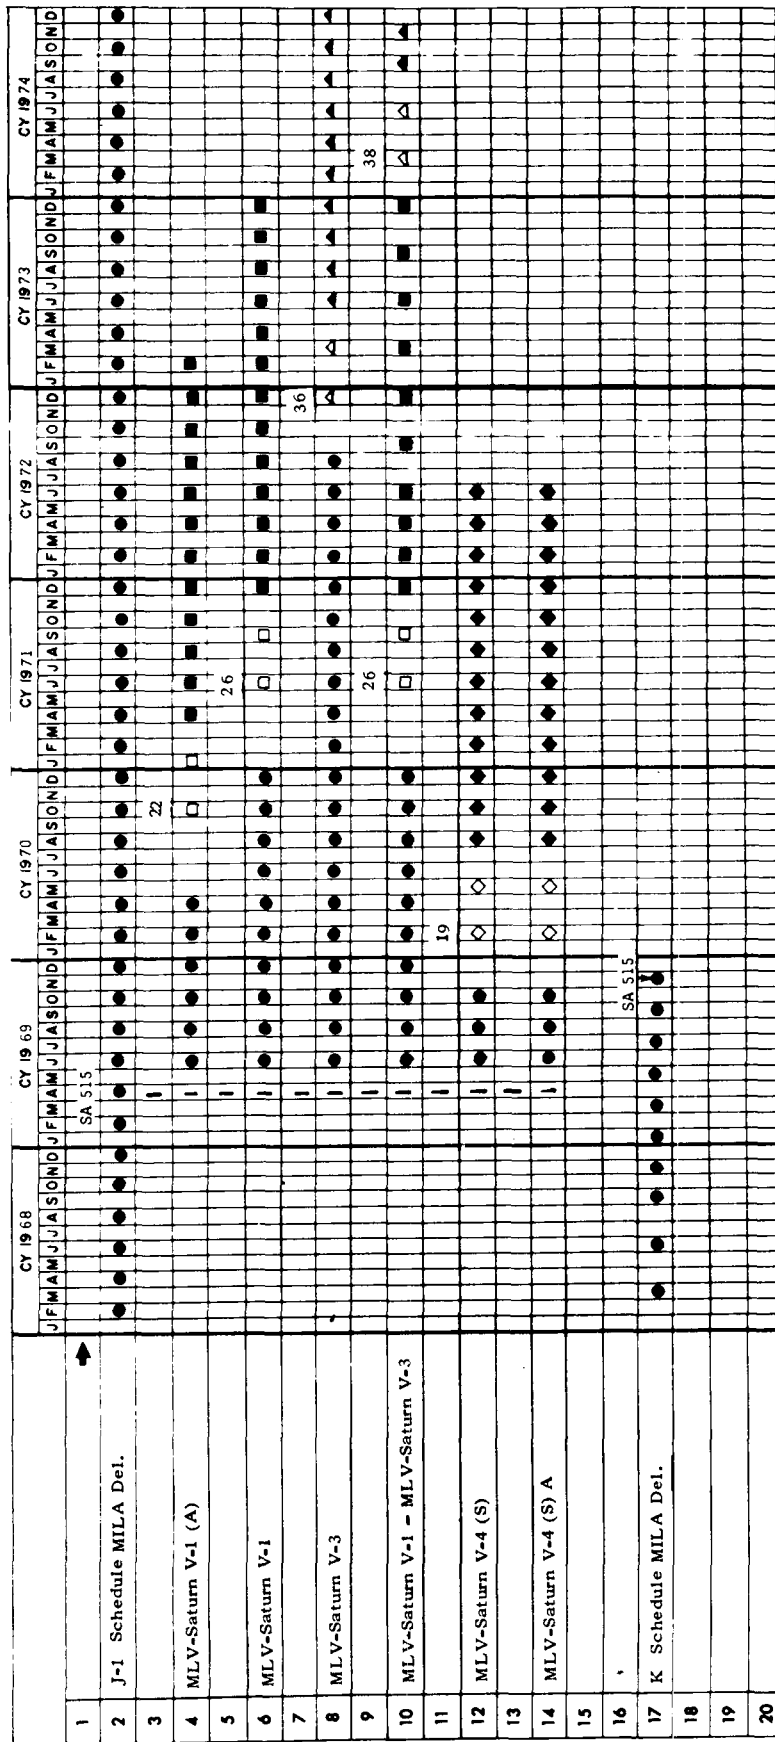 CY 1968 CY 1969 CY 1970 CY 1971 CY 1972 CY 1973 CY 1974
J F M A M J J A S O N D J F M A M J J A S O N D J F M A M J J A S O N D J F M A M J J A S O N D J F M A M J J A S O N D J F M A M J J A S O N D J F M A M J J A S O N D
1 SA 515
2 J-1 Schedule MILA Del.
3 22
4 MLV-Saturn V-1 (A)
5 26
6 MLV-Saturn V-1
7 36
8 MLV-Saturn V-3
9 26 38
10 MLV-Saturn V-1 - MLV-Saturn V-3
11 19
12 MLV-Saturn V-4 (S)
13
14 MLV-Saturn V-4 (S) A
15
16 SA 515
17 K Schedule MILA Del.
18
19
20